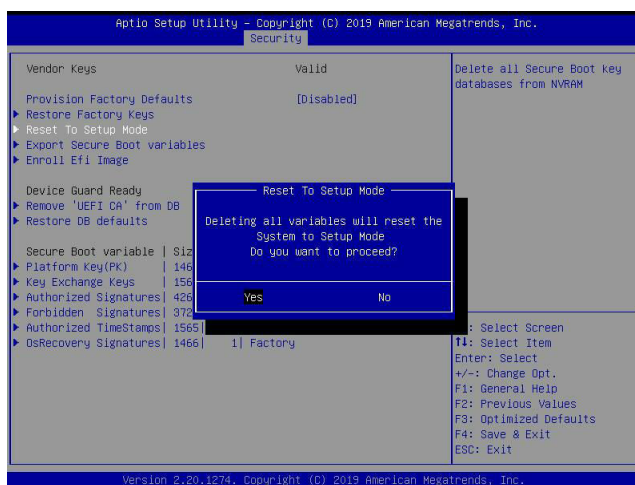 Aptio Setup Utility – Copyright (C) 2019 American Megatrends, Inc.
Security
Vendor Keys Valid
Provision Factory Defaults [Disabled]
Restore Factory Keys
Reset To Setup Mode
Export Secure Boot variables
Enroll Efi Image
Device Guard Ready
Remove 'UEFI CA' from DB
Restore DB defaults
Secure Boot variable | Siz
Platform Key(PK) | 146
Key Exchange Keys | 156
Authorized Signatures| 426
Forbidden Signatures| 372
Authorized TimeStamps| 1565|
OsRecovery Signatures| 1466| 1| Factory
Reset To Setup Mode
Deleting all variables will reset the
System to Setup Mode
Do you want to proceed?
Yes No
Delete all Secure Boot key
databases from NVRAM
: Select Screen
↑↓: Select Item
Enter: Select
+/-: Change Opt.
F1: General Help
F2: Previous Values
F3: Optimized Defaults
F4: Save & Exit
ESC: Exit
Version 2.20.1274. Copyright (C) 2019 American Megatrends, Inc.